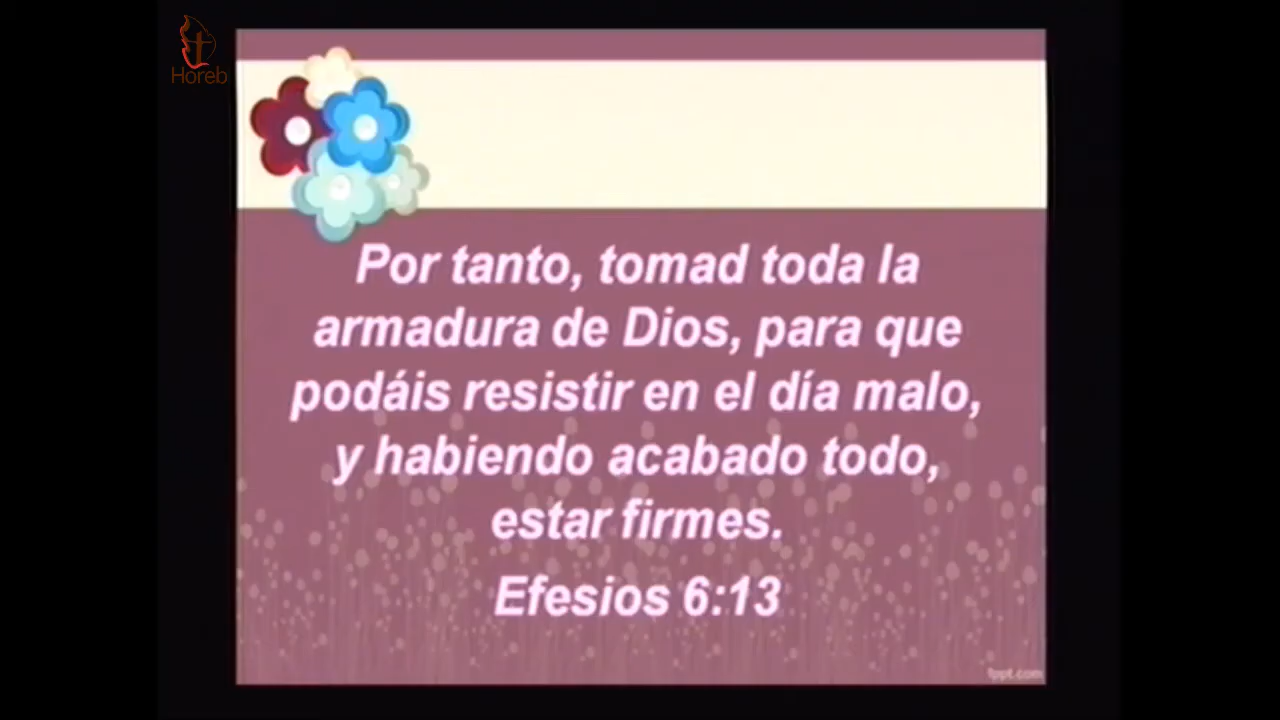 Horeb
Por tanto, tomad toda la
armadura de Dios, para que
podáis resistir en el día malo,
y habiendo acabado todo,
estar firmes.
Efesios 6:13
fppt.com